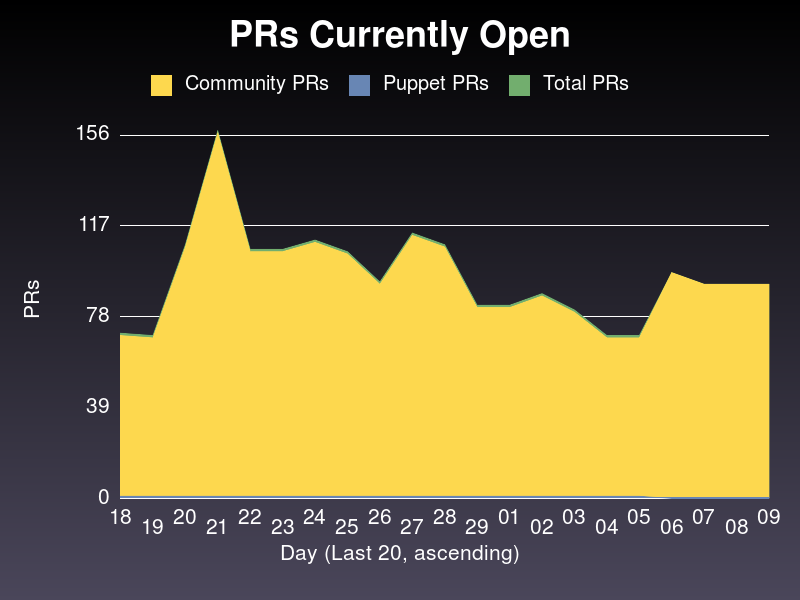 PRs Currently Open
Community PRs Puppet PRs Total PRs
156
117
78
39
0
PRs
18 19 20 21 22 23 24 25 26 27 28 29 01 02 03 04 05 06 07 08 09
Day (Last 20, ascending)